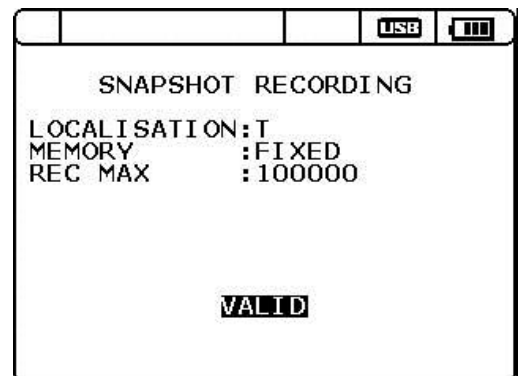 USB
SNAPSHOT RECORDING
LOCALISATION:T
MEMORY :FIXED
REC MAX :100000
VALID